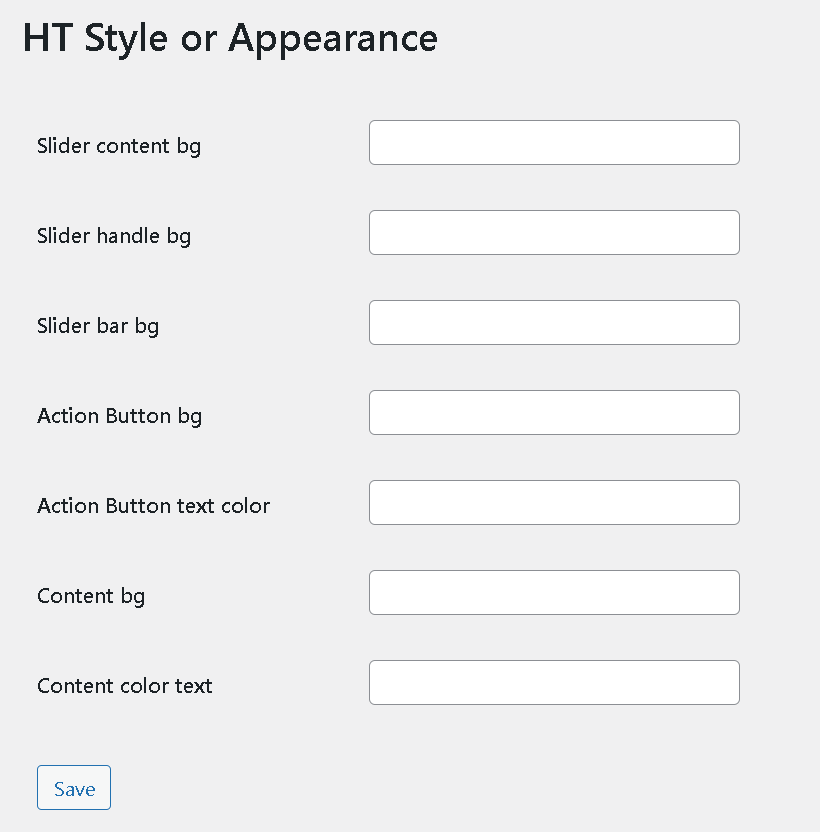 HT Style or Appearance
Slider content bg
Slider handle bg
Slider bar bg
Action Button bg
Action Button text color
Content bg
Content color text
Save